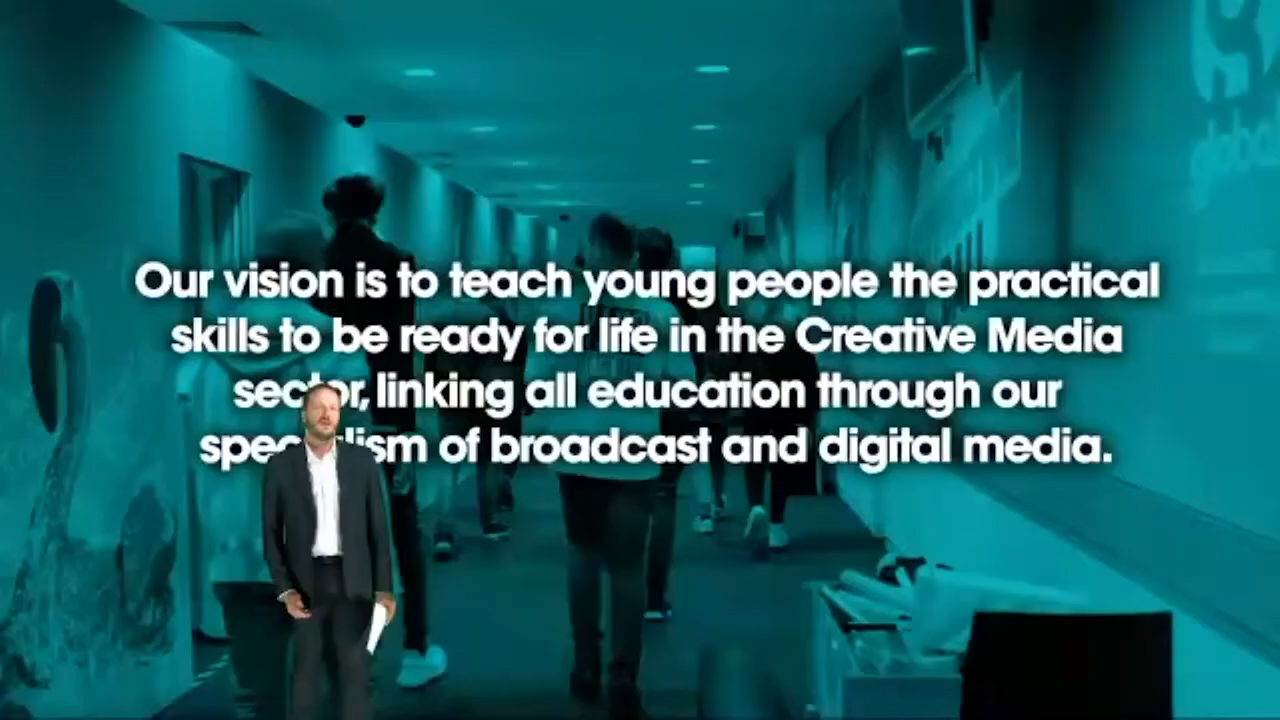 Our vision is to teach young people the practical
skills to be ready for life in the Creative Media
sector, linking all education through our
specialism of broadcast and digital media.